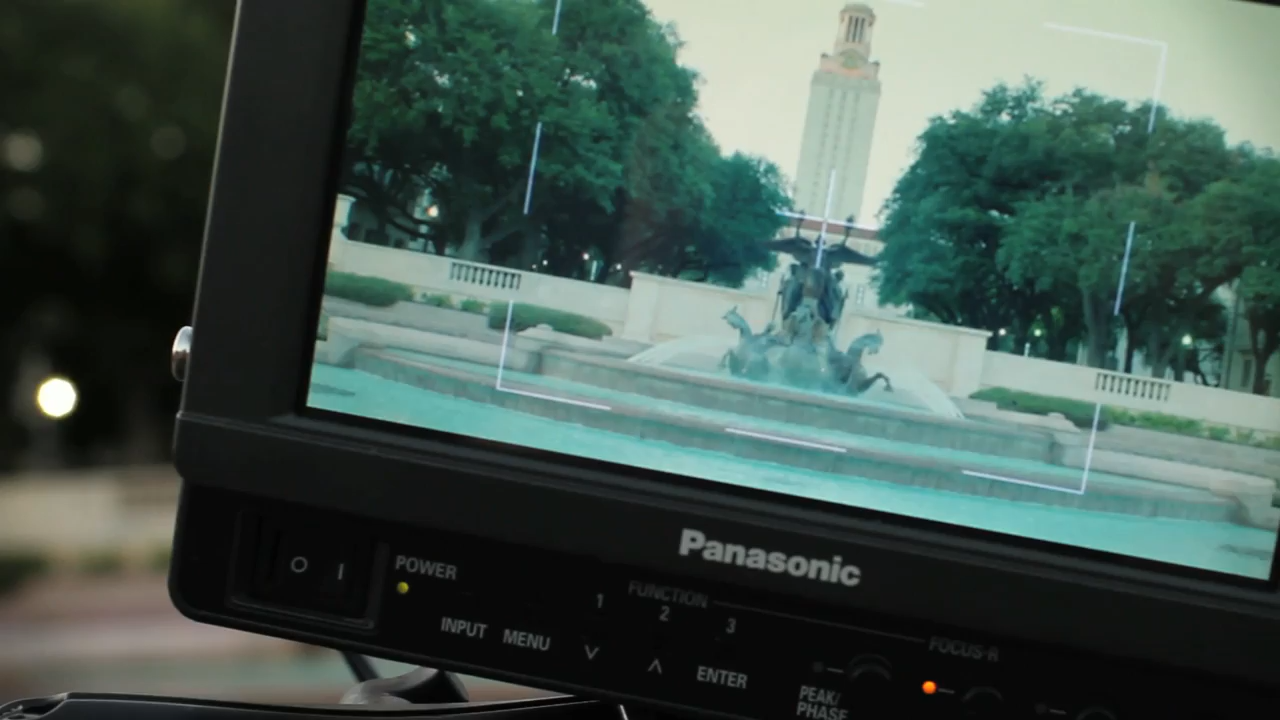 Panasonic
POWER
O I
FUNCTION
1 2 3
INPUT MENU ENTER
FOCUS-R
PEAK/
PHASE